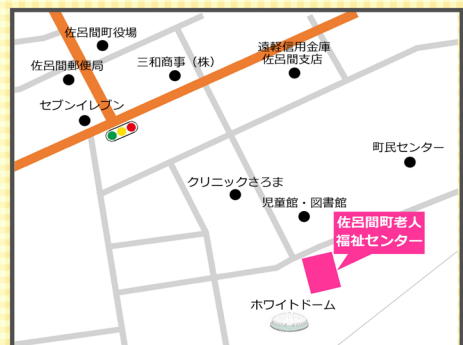 佐呂間町役場
遠軽信用金庫
佐呂間支店
佐呂間郵便局
三和商事（株）
セブンイレブン
町民センター
クリニックさろま
児童館・図書館
佐呂間町老人
福祉センター
ホワイトドーム